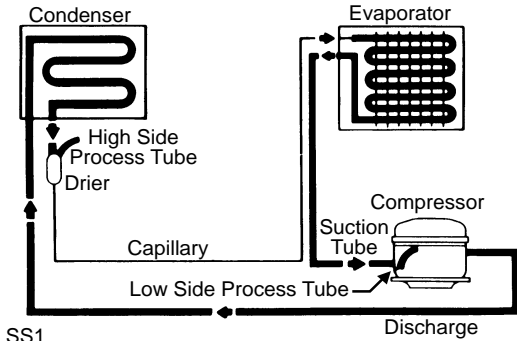 Condenser
Evaporator
High Side
Process Tube
Drier
Compressor
Suction
Tube
Capillary
Low Side Process Tube
Discharge
SS1